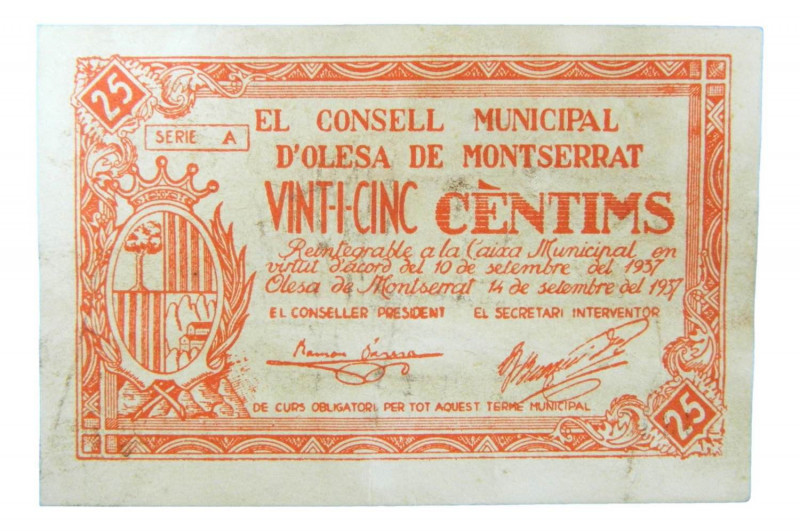 25
SERIE A
EL CONSELL MUNICIPAL
D'OLESA DE MONTSERRAT
VINT-I-CINC CÈNTIMS
Reintegrable a la Caixa Municipal, en
virtut d'acord del 10 de setembre del 1937
Olesa de Montserrat 14 de setembre del 1937
EL CONSELLER PRESIDENT EL SECRETARI INTERVENTOR
Ramon
DE CURS OBLIGATORI PER TOT AQUEST TERME MUNICIPAL
25